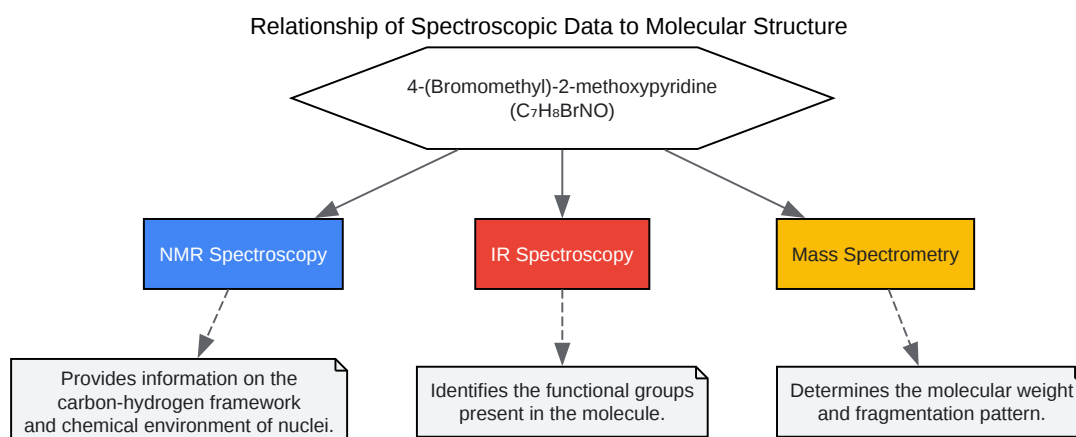 Relationship of Spectroscopic Data to Molecular Structure
4-(Bromomethyl)-2-methoxypyridine
(C₇H₈BrNO)
NMR Spectroscopy
IR Spectroscopy
Mass Spectrometry
Provides information on the
carbon-hydrogen framework
and chemical environment of nuclei.
Identifies the functional groups
present in the molecule.
Determines the molecular weight
and fragmentation pattern.